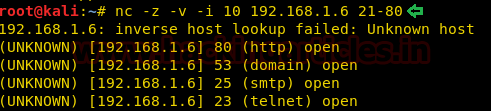 root@kali:~# nc -z -v -i 10 192.168.1.6 21-80
192.168.1.6: inverse host lookup failed: Unknown host
(UNKNOWN) [192.168.1.6] 80 (http) open
(UNKNOWN) [192.168.1.6] 53 (domain) open
(UNKNOWN) [192.168.1.6] 25 (smtp) open
(UNKNOWN) [192.168.1.6] 23 (telnet) open